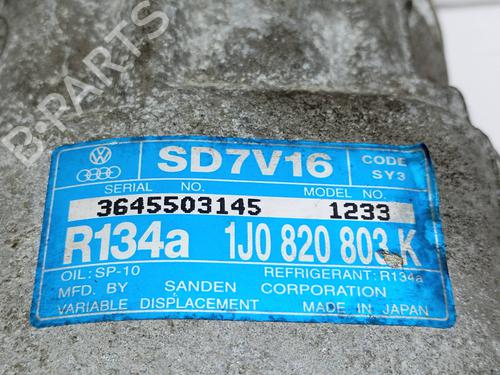 B-PARTS
SD7V16
CODE
SY3
SERIAL NO.
MODEL NO.
3645503145
1233
R134a
1J0 820 803 K
OIL: SP-10
REFRIGERANT: R134a
MFD. BY SANDEN CORPORATION
VARIABLE DISPLACEMENT
MADE IN JAPAN